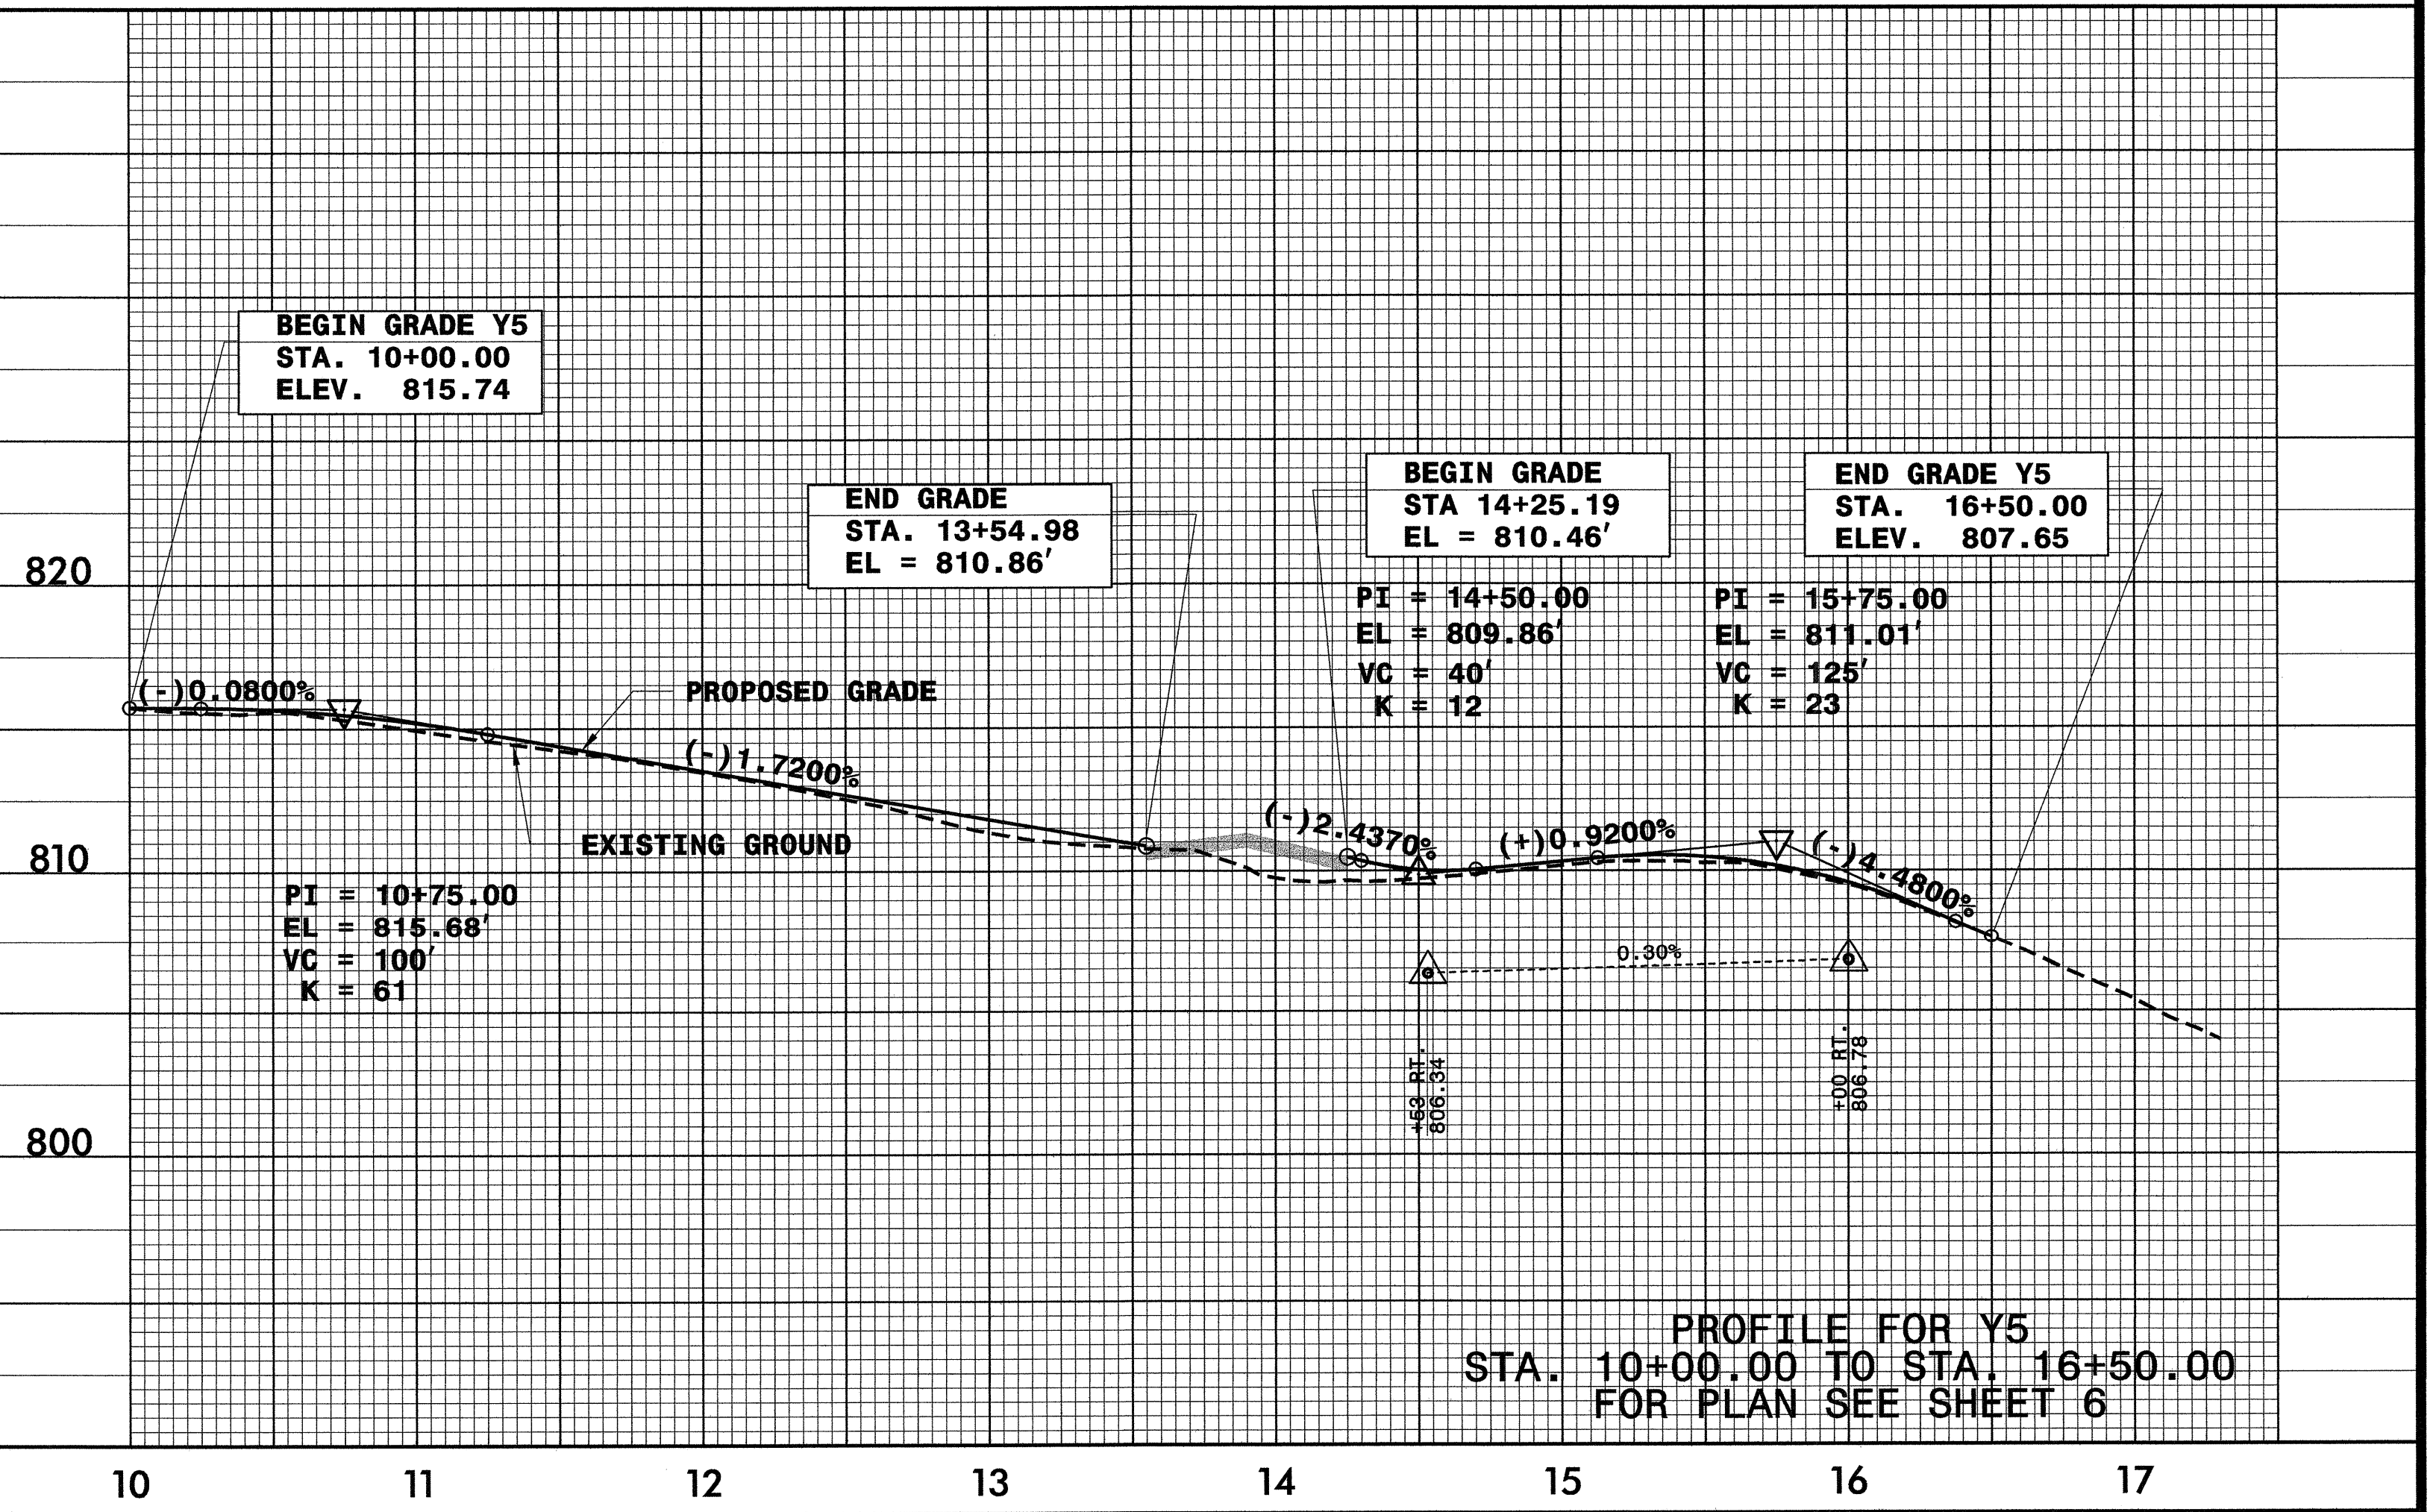 BEGIN GRADE Y5
STA. 10+00.00
ELEV. 815.74
END GRADE
STA. 13+54.98
EL = 810.86'
BEGIN GRADE
STA 14+25.19
EL = 810.46'
END GRADE Y5
STA. 16+50.00
ELEV. 807.65
820
PI = 14+50.00
EL = 809.86'
VC = 40'
K = 12
PI = 15+75.00
EL = 811.01'
VC = 125'
K = 23
(-)0.0800%
PROPOSED GRADE
(-)1.7200%
(-)2.4370%
(+)0.9200%
(-)4.4800%
810
EXISTING GROUND
PI = 10+75.00
EL = 815.68'
VC = 100'
K = 61
0.30%
+53 RT.
806.34
+00 RT.
806.78
800
PROFILE FOR Y5
STA. 10+00.00 TO STA. 16+50.00
FOR PLAN SEE SHEET 6
10 11 12 13 14 15 16 17